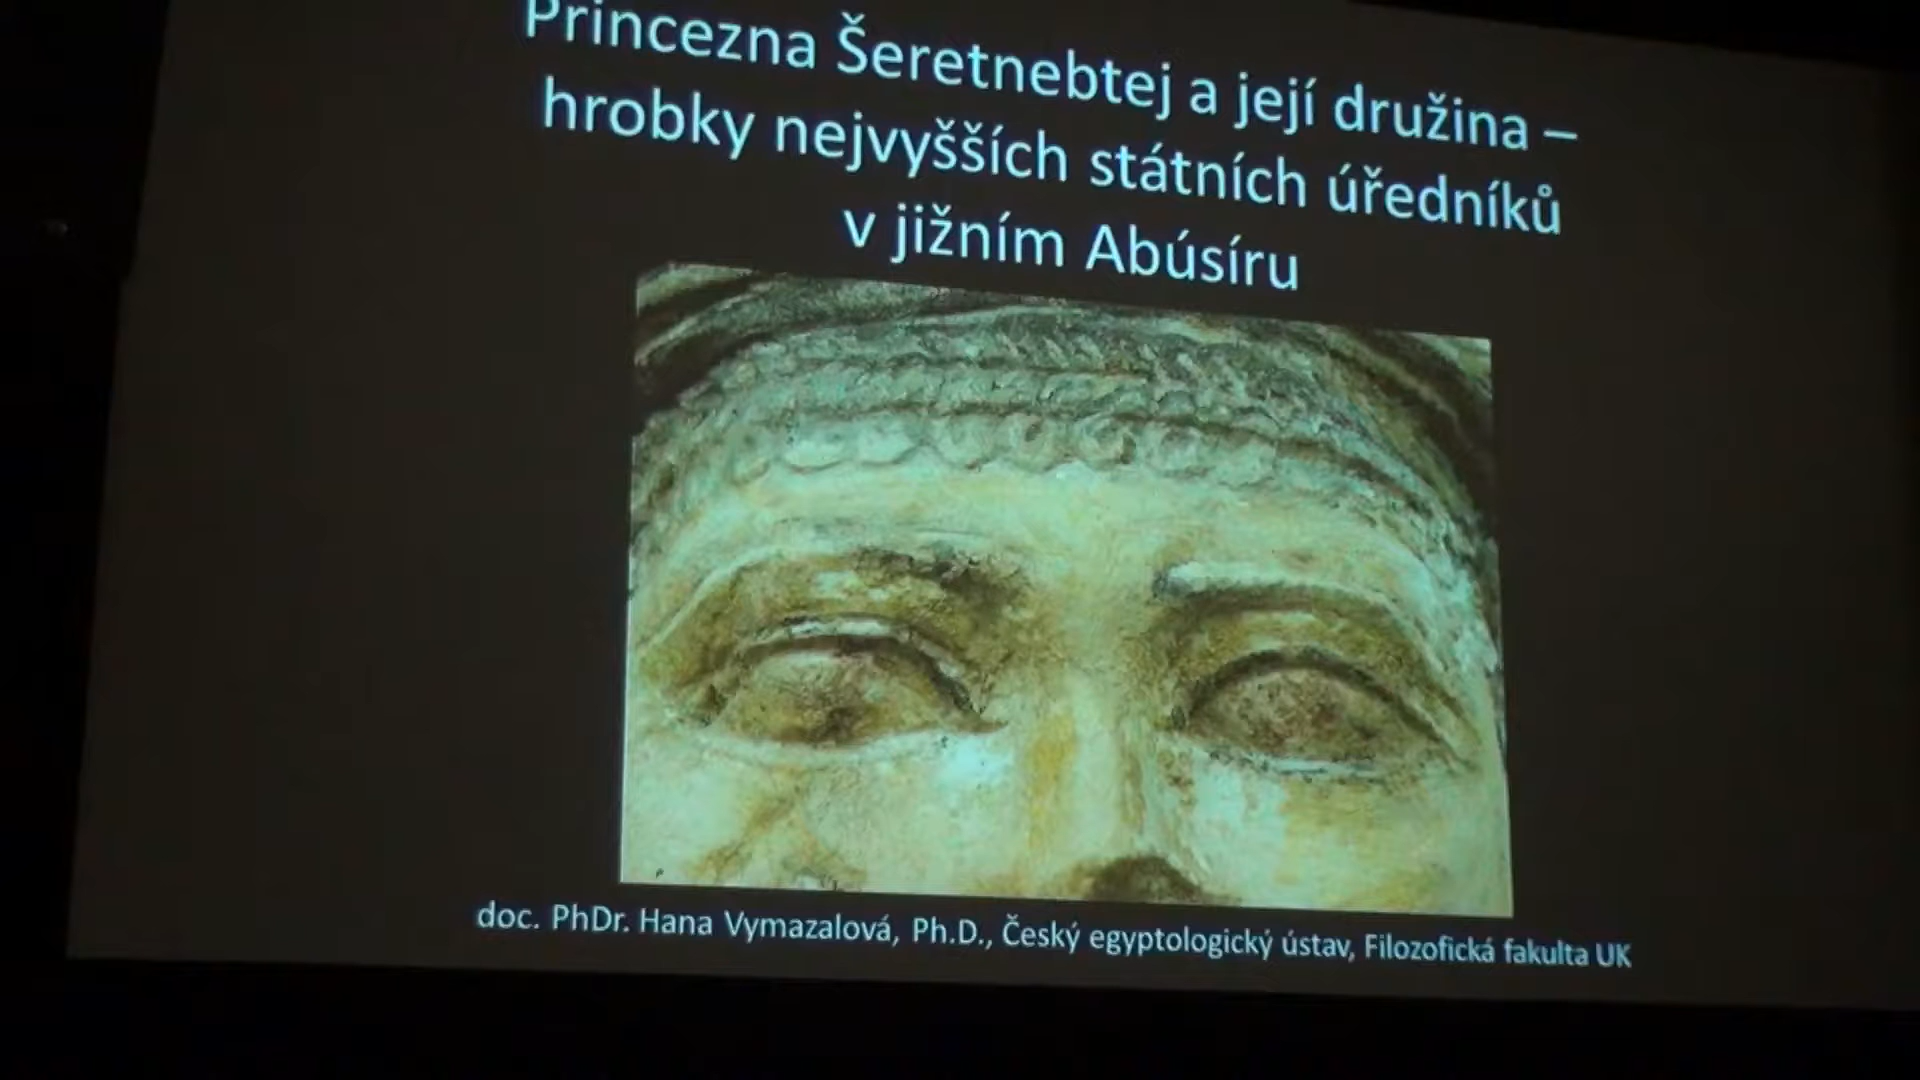 Princezna Šeretnebtej a její družina –
hrobky nejvyšších státních úředníků
v jižním Abúsíru
doc. PhDr. Hana Vymazalová, Ph.D., Český egyptologický ústav, Filozofická fakulta UK